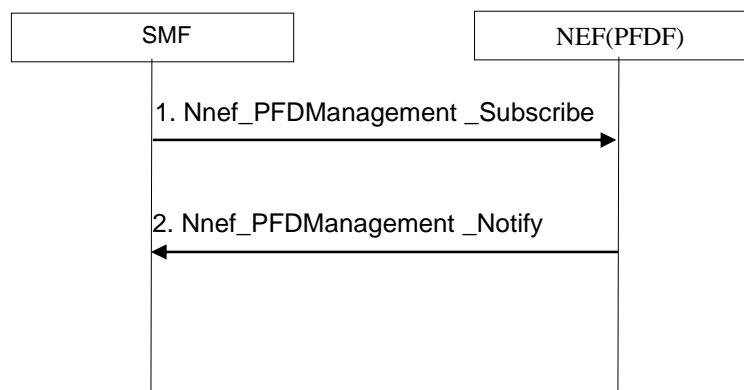 SMF
NEF(PFDF)
1. Nnef_PFDManagement _Subscribe
2. Nnef_PFDManagement _Notify